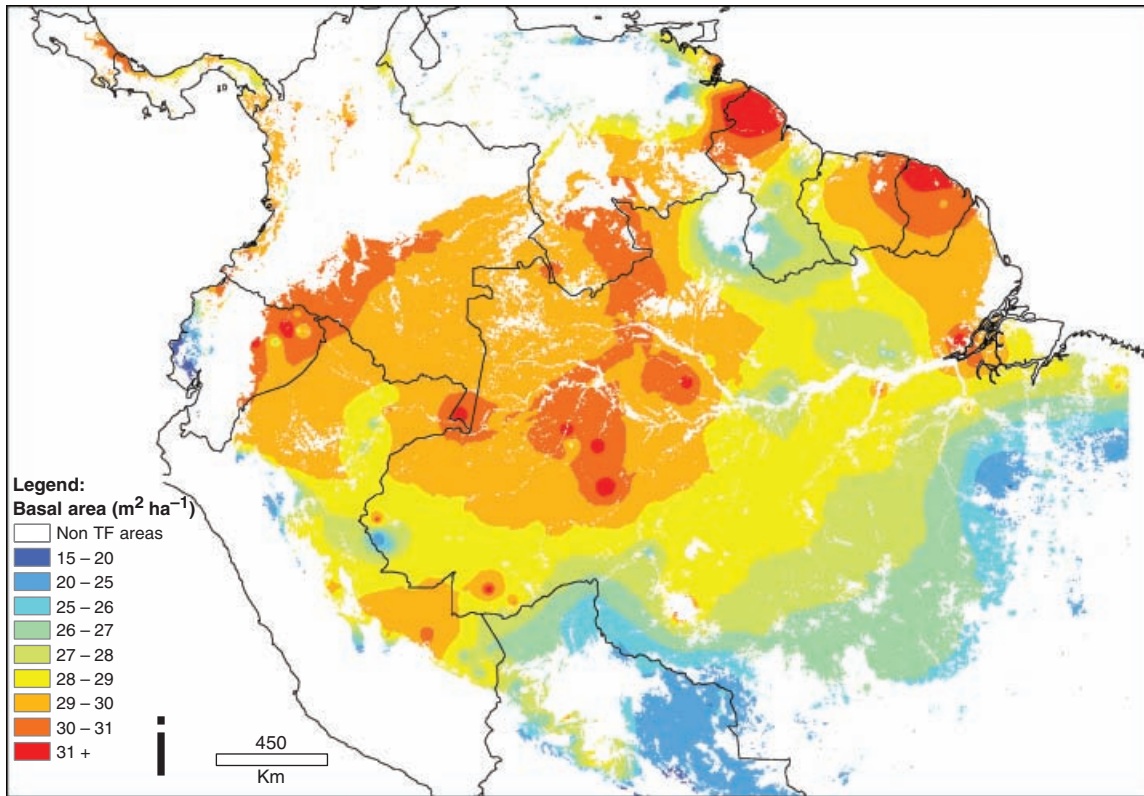 Legend:
Basal area (m² ha⁻¹)
Non TF areas
15 – 20
20 – 25
25 – 26
26 – 27
27 – 28
28 – 29
29 – 30
30 – 31
31 +
450
Km